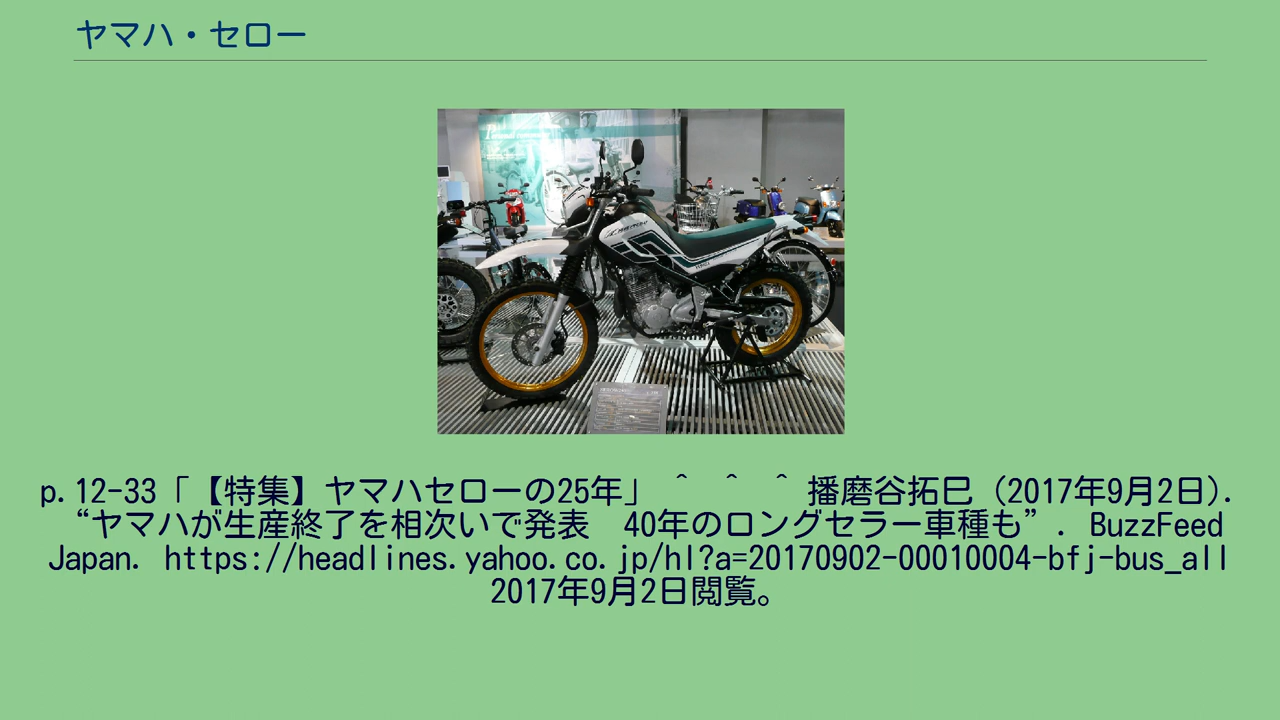 ヤマハ・セロー
p.12-33「【特集】ヤマハセローの25年」 ^ ^ ^ 播磨谷拓巳 (2017年9月2日).
“ヤマハが生産終了を相次いで発表　40年のロングセラー車種も”. BuzzFeed
Japan. https://headlines.yahoo.co.jp/hl?a=20170902-00010004-bfj-bus_all
2017年9月2日閲覧。